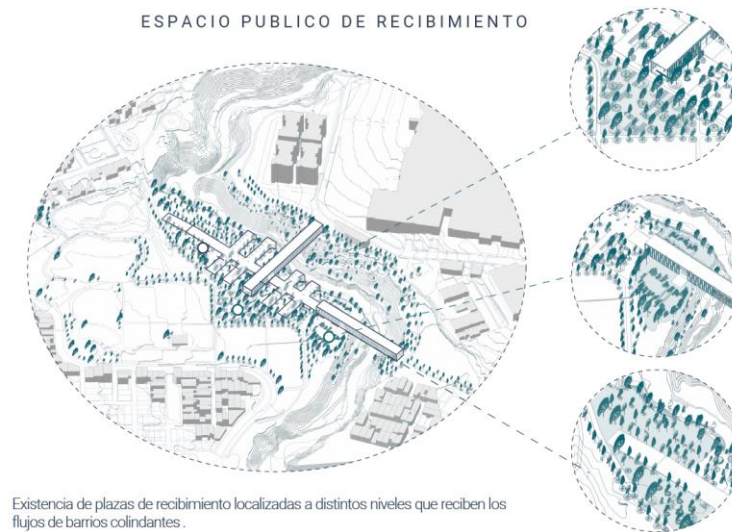 ESPACIO PUBLICO DE RECIBIMIENTO
Existencia de plazas de recibimiento localizadas a distintos niveles que reciben los
flujos de barrios colindantes .